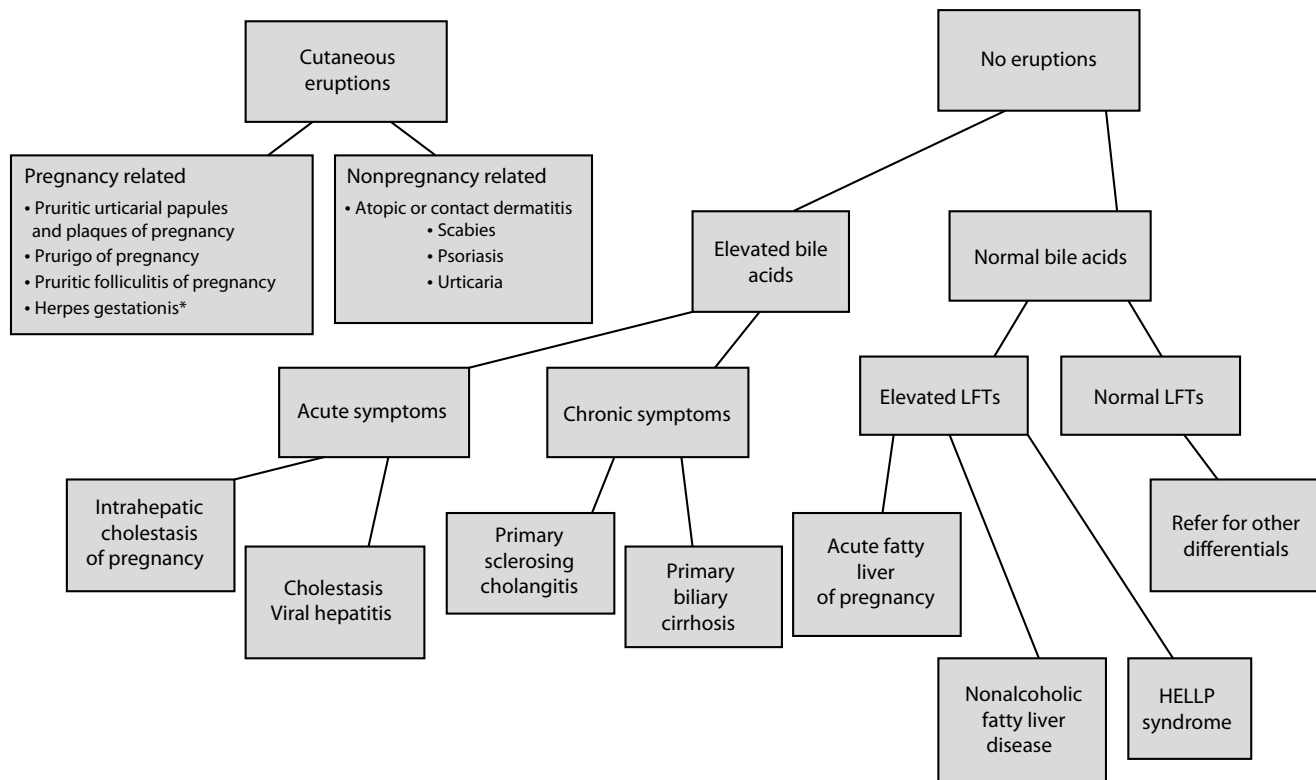 Cutaneous
eruptions
No eruptions
Pregnancy related
• Pruritic urticarial papules
and plaques of pregnancy
• Prurigo of pregnancy
• Pruritic folliculitis of pregnancy
• Herpes gestationis*
Nonpregnancy related
• Atopic or contact dermatitis
• Scabies
• Psoriasis
• Urticaria
Elevated bile
acids
Normal bile acids
Acute symptoms
Chronic symptoms
Elevated LFTs
Normal LFTs
Intrahepatic
cholestasis
of pregnancy
Cholestasis
Viral hepatitis
Primary
sclerosing
cholangitis
Primary
biliary
cirrhosis
Acute fatty
liver
of pregnancy
Refer for other
differentials
Nonalcoholic
fatty liver
disease
HELLP
syndrome